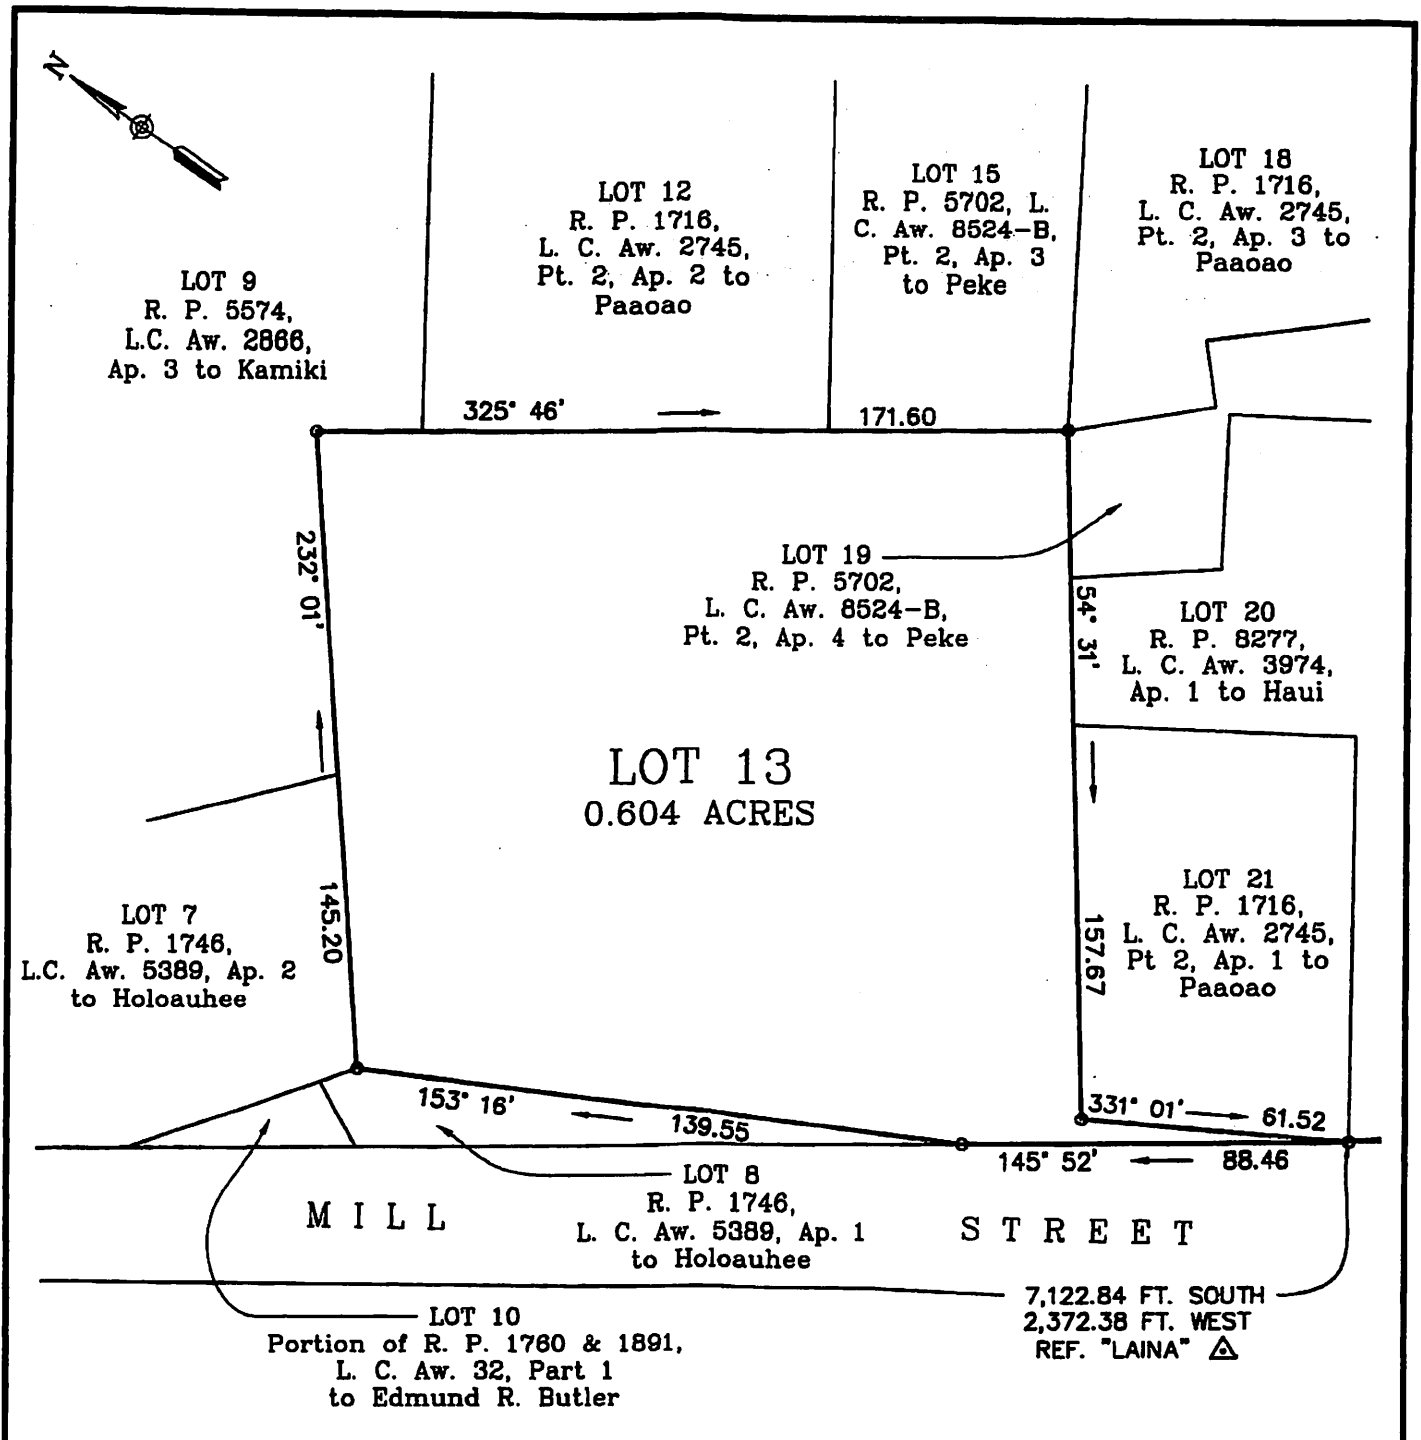 N
LOT 12
R. P. 1716,
L. C. Aw. 2745,
Pt. 2, Ap. 2 to
Paaoao
LOT 15
R. P. 5702, L.
C. Aw. 8524-B,
Pt. 2, Ap. 3
to Peke
LOT 18
R. P. 1716,
L. C. Aw. 2745,
Pt. 2, Ap. 3 to
Paaoao
LOT 9
R. P. 5574,
L.C. Aw. 2866,
Ap. 3 to Kamiki
325° 46'
171.60
232° 01'
145.20
LOT 19
R. P. 5702,
L. C. Aw. 8524-B,
Pt. 2, Ap. 4 to Peke
54° 31'
157.67
LOT 20
R. P. 8277,
L. C. Aw. 3974,
Ap. 1 to Haui
LOT 13
0.604 ACRES
LOT 7
R. P. 1746,
L.C. Aw. 5389, Ap. 2
to Holoauhee
LOT 21
R. P. 1716,
L. C. Aw. 2745,
Pt 2, Ap. 1 to
Paaoao
153° 16'
139.55
331° 01'
61.52
145° 52'
88.46
LOT 8
R. P. 1746,
L. C. Aw. 5389, Ap. 1
to Holoauhee
MILL STREET
7,122.84 FT. SOUTH
2,372.38 FT. WEST
REF. "LAINA"
LOT 10
Portion of R. P. 1760 & 1891,
L. C. Aw. 32, Part 1
to Edmund R. Butler